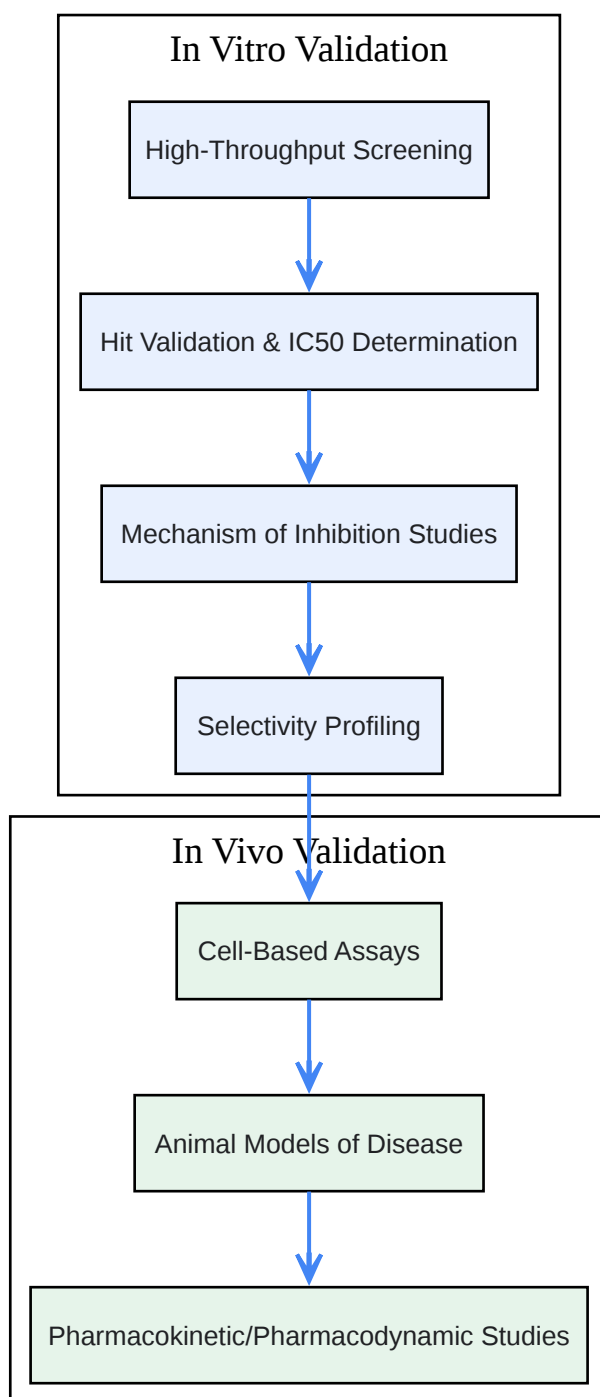 In Vitro Validation
High-Throughput Screening
Hit Validation & IC50 Determination
Mechanism of Inhibition Studies
Selectivity Profiling
In Vivo Validation
Cell-Based Assays
Animal Models of Disease
Pharmacokinetic/Pharmacodynamic Studies